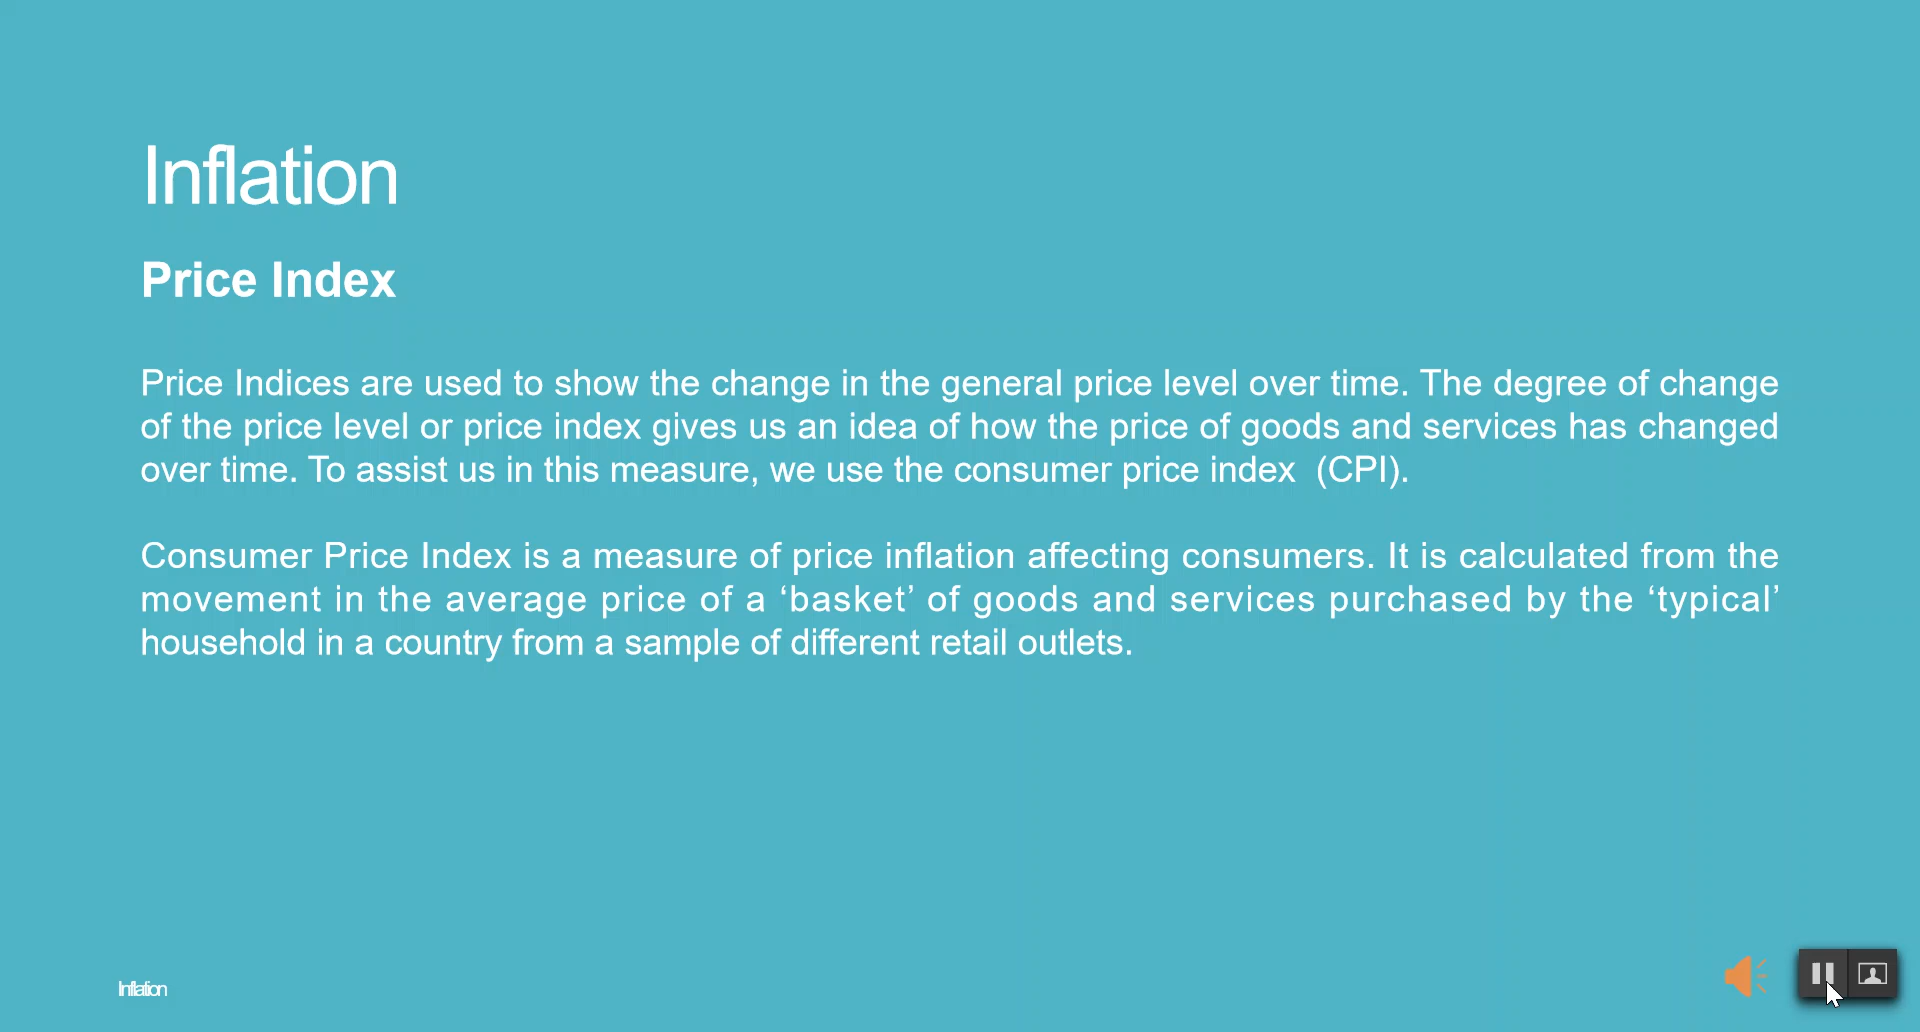 Inflation
Price Index
Price Indices are used to show the change in the general price level over time. The degree of change
of the price level or price index gives us an idea of how the price of goods and services has changed
over time. To assist us in this measure, we use the consumer price index  (CPI).
Consumer Price Index is a measure of price inflation affecting consumers. It is calculated from the
movement in the average price of a ‘basket’ of goods and services purchased by the ‘typical’
household in a country from a sample of different retail outlets.
Inflation